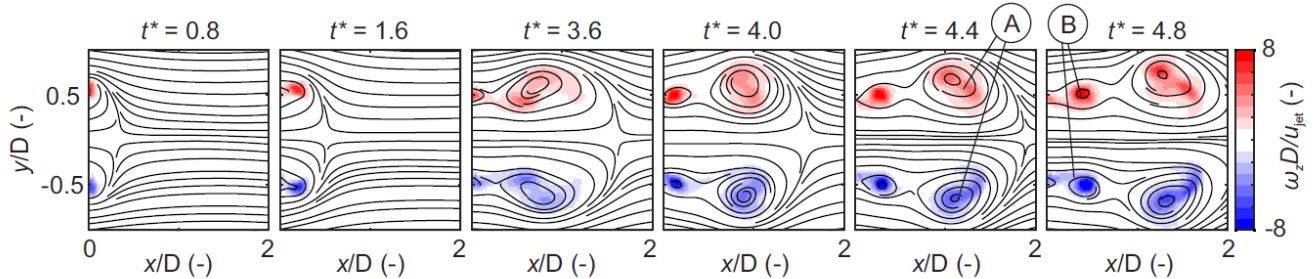 t* = 0.8 t* = 1.6 t* = 3.6 t* = 4.0 t* = 4.4 A B t* = 4.8
8
0.5
y/D (-)
-0.5
ω_zD/u_jet (-)
-8
0 2 2 2 2 2 2
x/D (-) x/D (-) x/D (-) x/D (-) x/D (-) x/D (-)